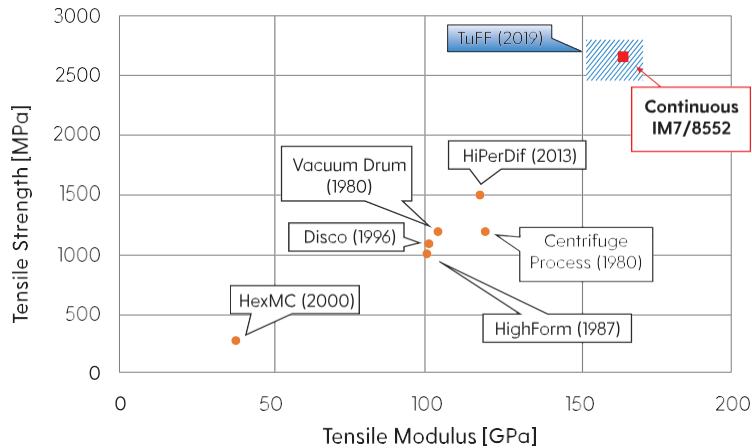 3000
2500
2000
1500
1000
500
0
0
50
100
150
200
Tensile Strength [MPa]
Tensile Modulus [GPa]
TuFF (2019)
Continuous
IM7/8552
HiPerDif (2013)
Vacuum Drum
(1980)
Disco (1996)
Centrifuge
Process (1980)
HexMC (2000)
HighForm (1987)